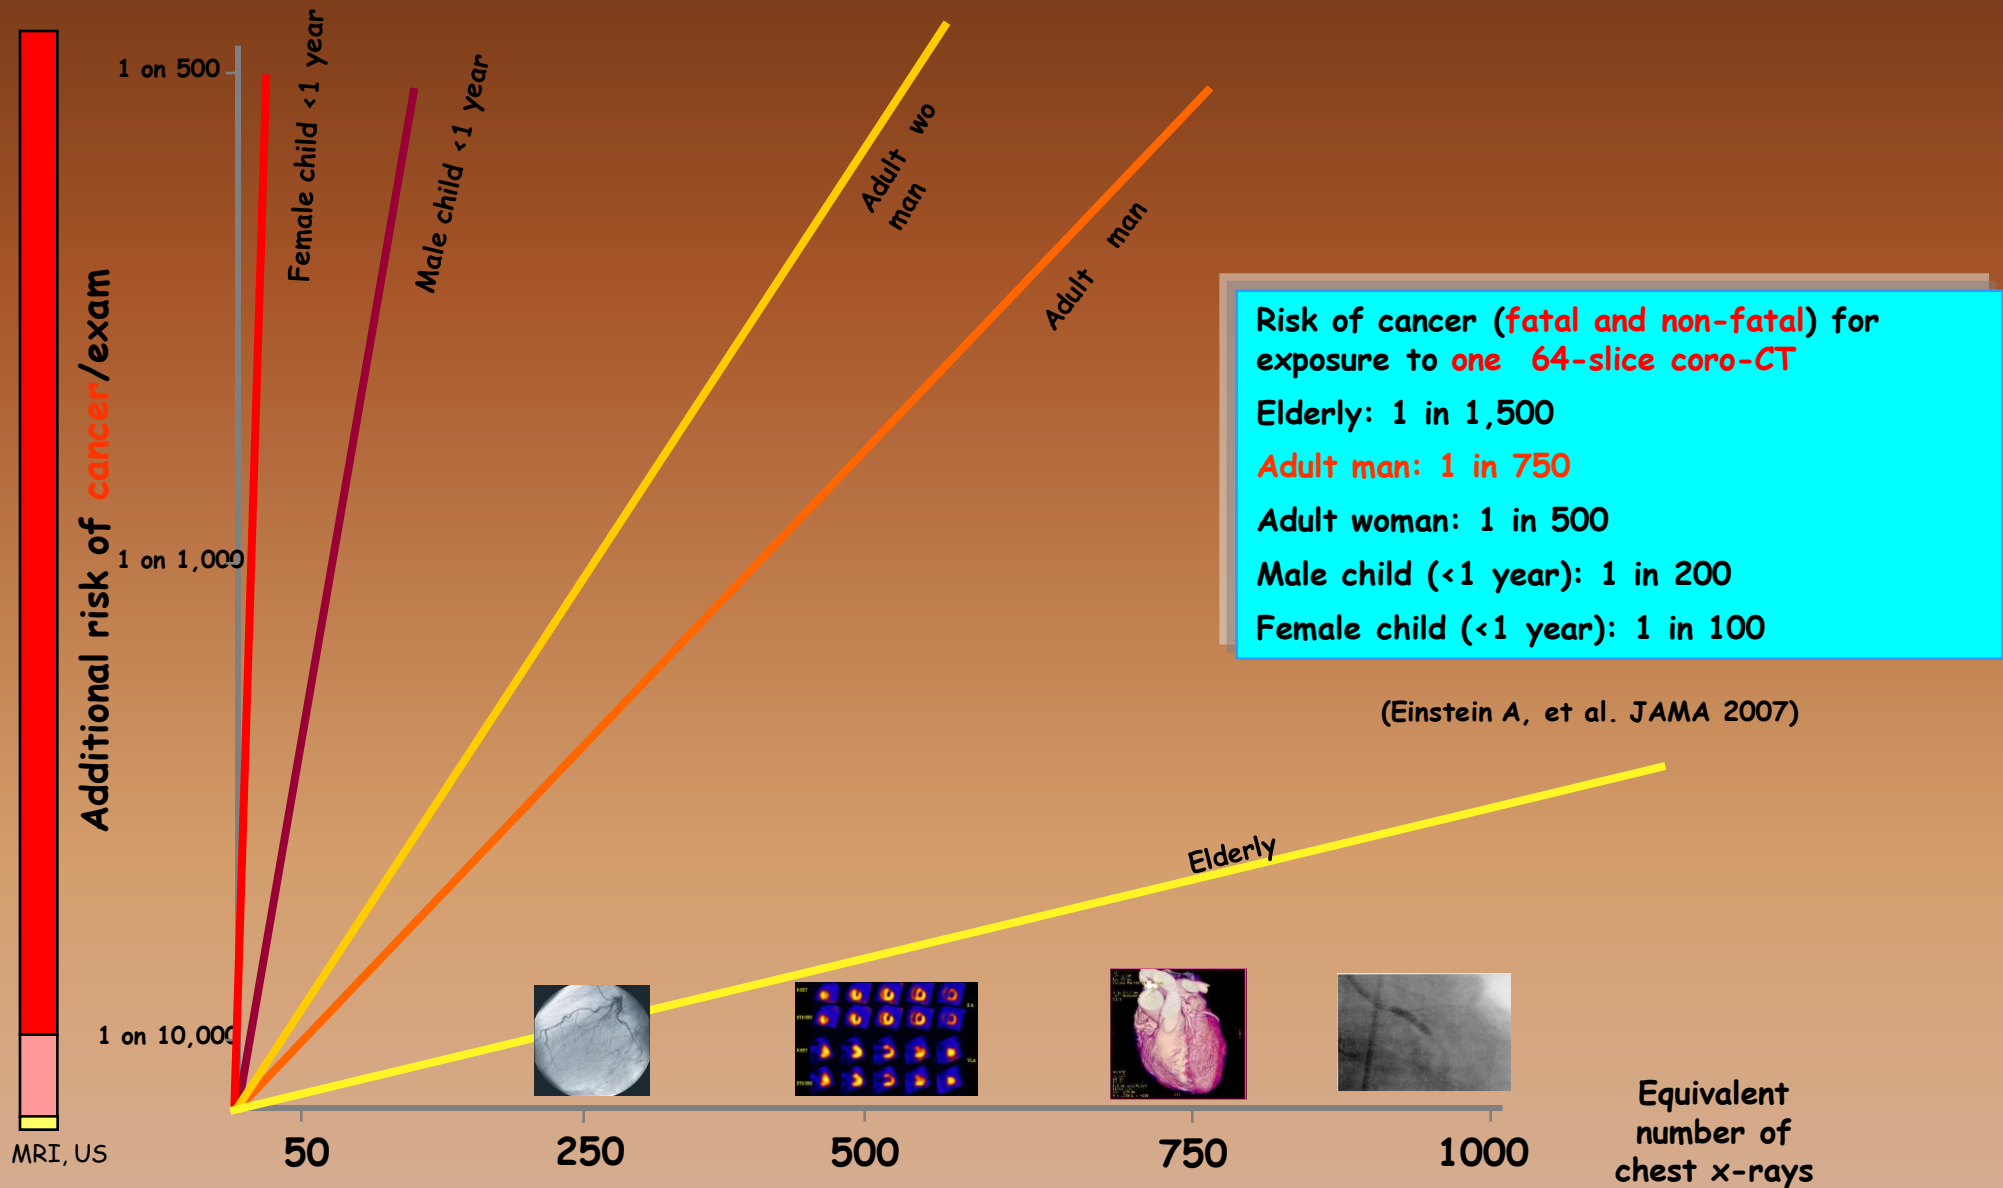 1 on 500
1 on 1,000
1 on 10,000
Additional risk of cancer/exam
MRI, US
Female child <1 year
Male child <1 year
Adult wo
man
Adult man
Elderly
Risk of cancer (fatal and non-fatal) for
exposure to one 64-slice coro-CT
Elderly: 1 in 1,500
Adult man: 1 in 750
Adult woman: 1 in 500
Male child (<1 year): 1 in 200
Female child (<1 year): 1 in 100
(Einstein A, et al. JAMA 2007)
50 250 500 750 1000
Equivalent
number of
chest x-rays